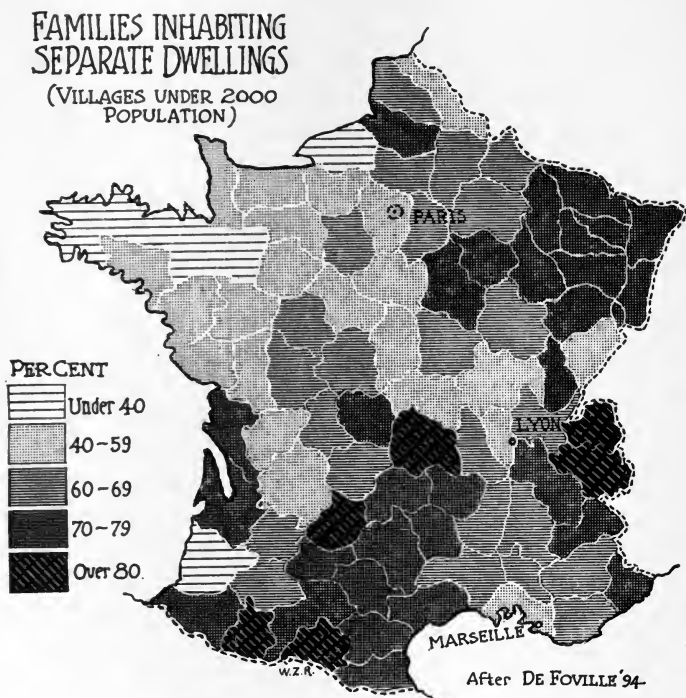 FAMILIES INHABITING
SEPARATE DWELLINGS
(VILLAGES UNDER 2000
POPULATION)
PARIS
PER CENT
Under 40
40-59
60-69
70-79
Over 80.
LYON
MARSEILLE
W.Z.R.
After DE FOVILLE '94